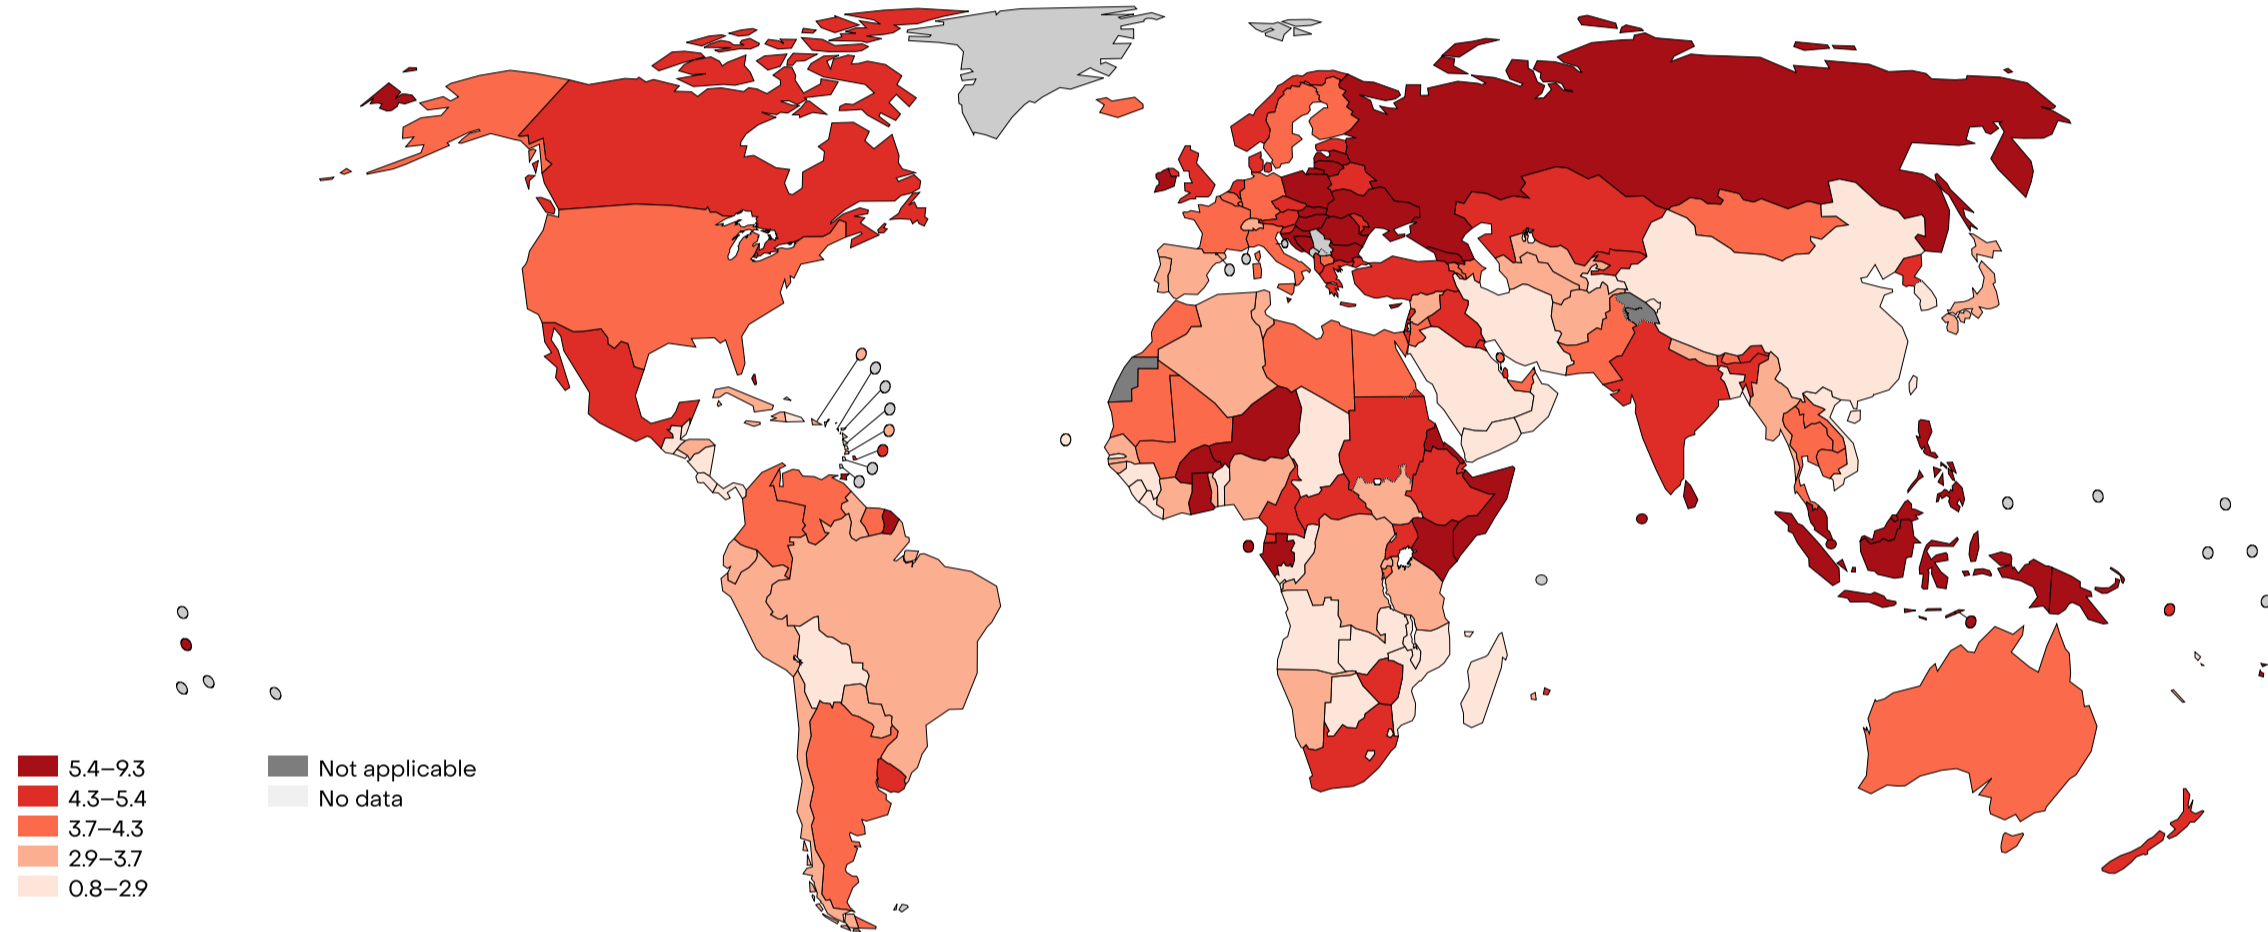 5.4–9.3
4.3–5.4
3.7–4.3
2.9–3.7
0.8–2.9
Not applicable
No data